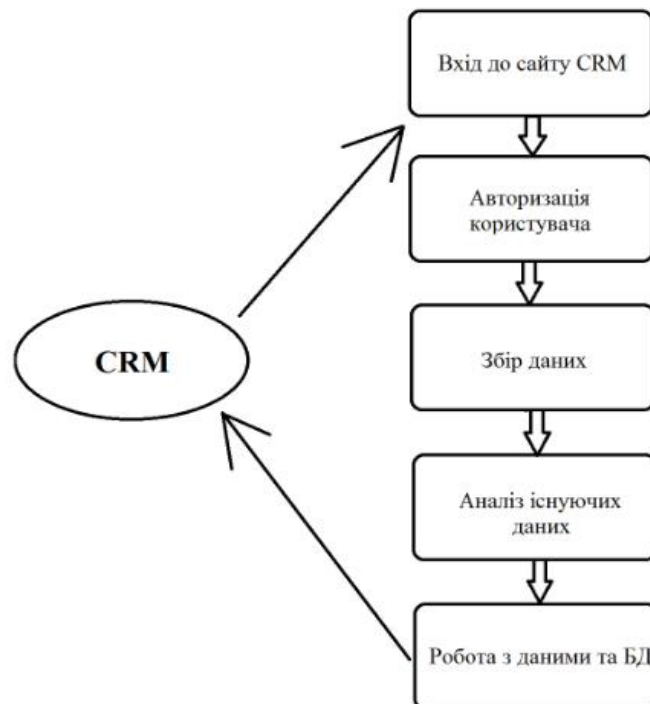 Вхід до сайту CRM
Авторизація
користувача
Збір даних
CRM
Аналіз існуючих
даних
Робота з даними та БД